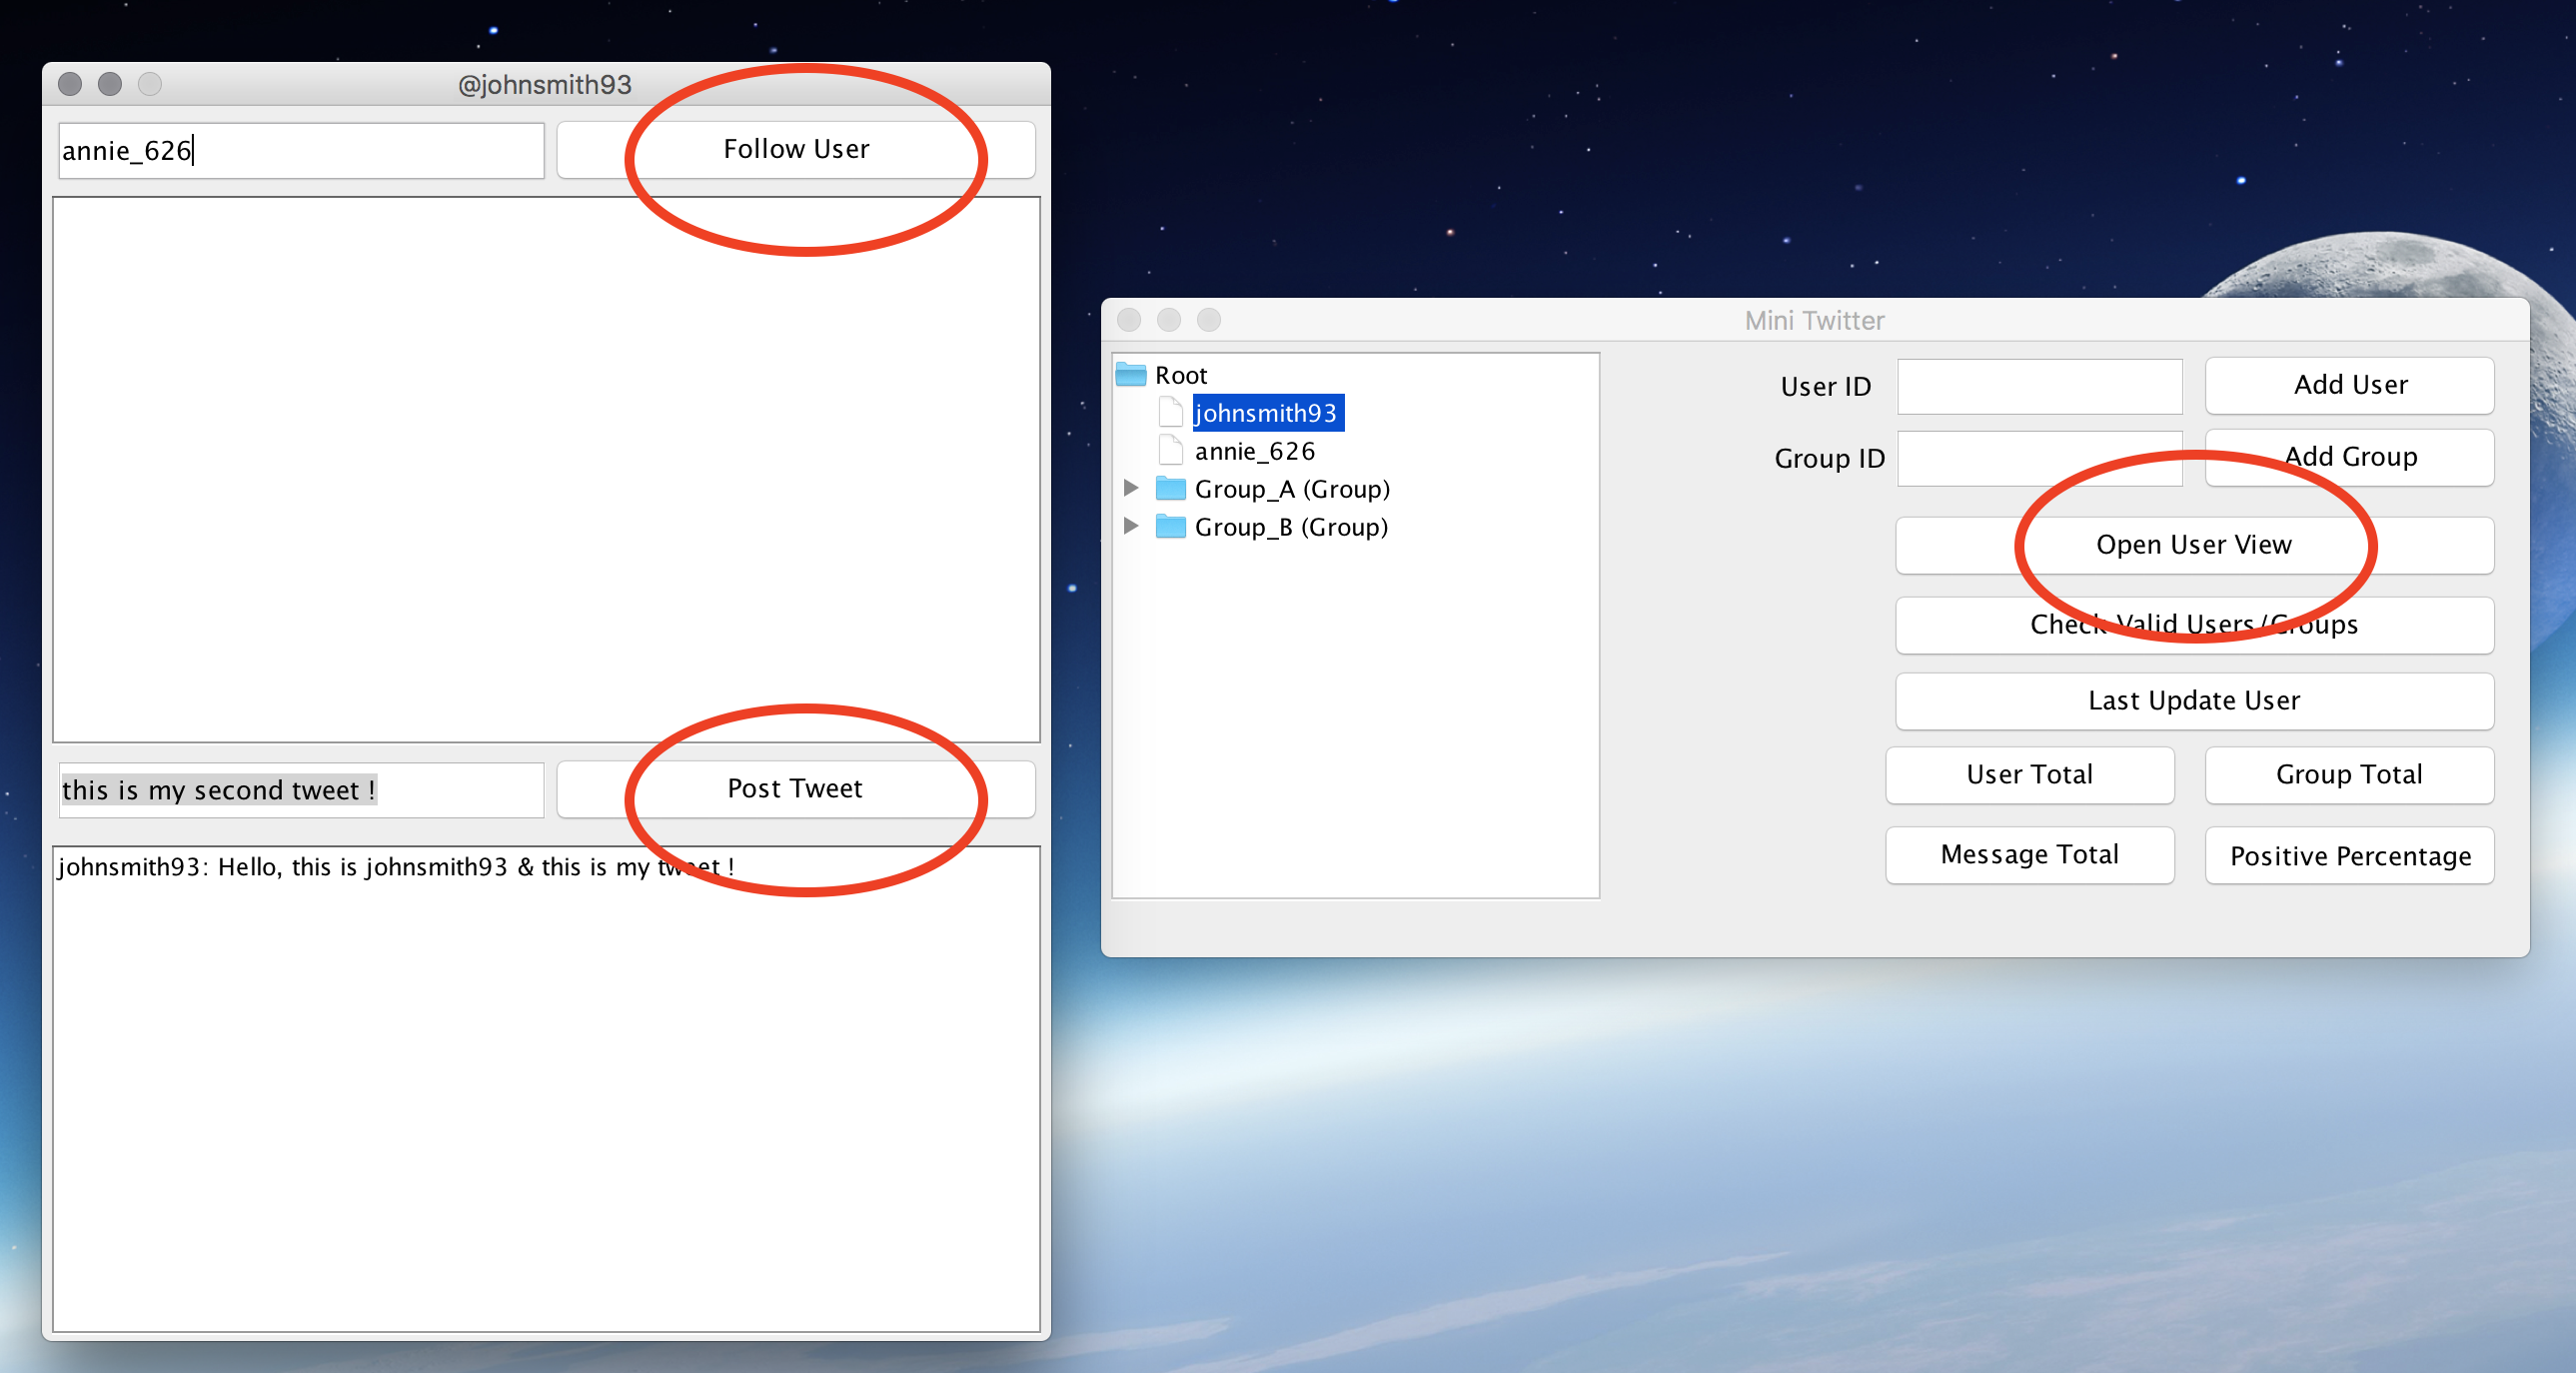 @johnsmith93
annie_626
Follow User
this is my second tweet !
Post Tweet
johnsmith93: Hello, this is johnsmith93 & this is my tweet !
Mini Twitter
Root
johnsmith93
annie_626
Group_A (Group)
Group_B (Group)
User ID
Add User
Group ID
Add Group
Open User View
Check Valid Users/Groups
Last Update User
User Total
Group Total
Message Total
Positive Percentage